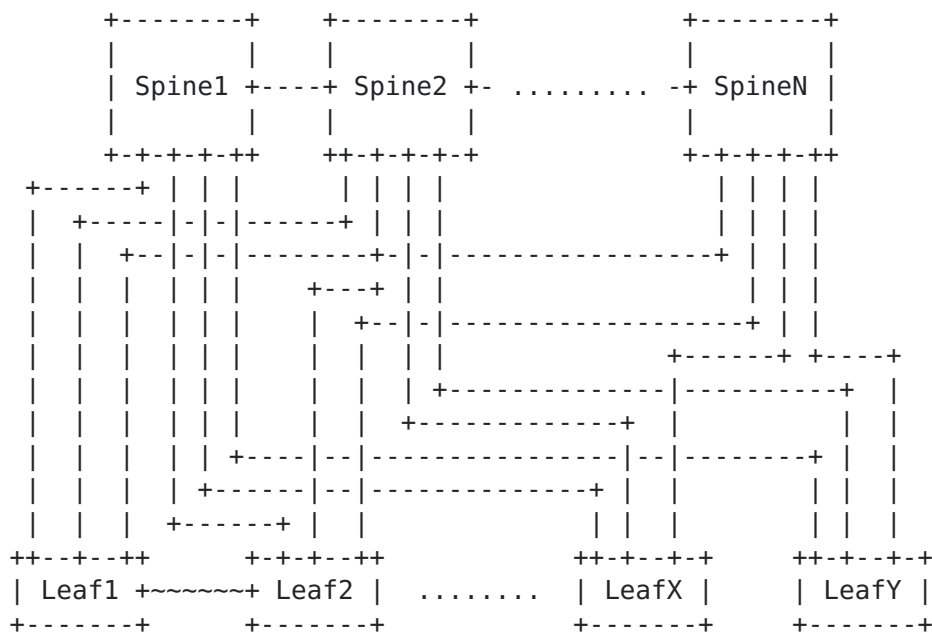 Spine1 Spine2 ......... SpineN
Leaf1 Leaf2 ........ LeafX LeafY